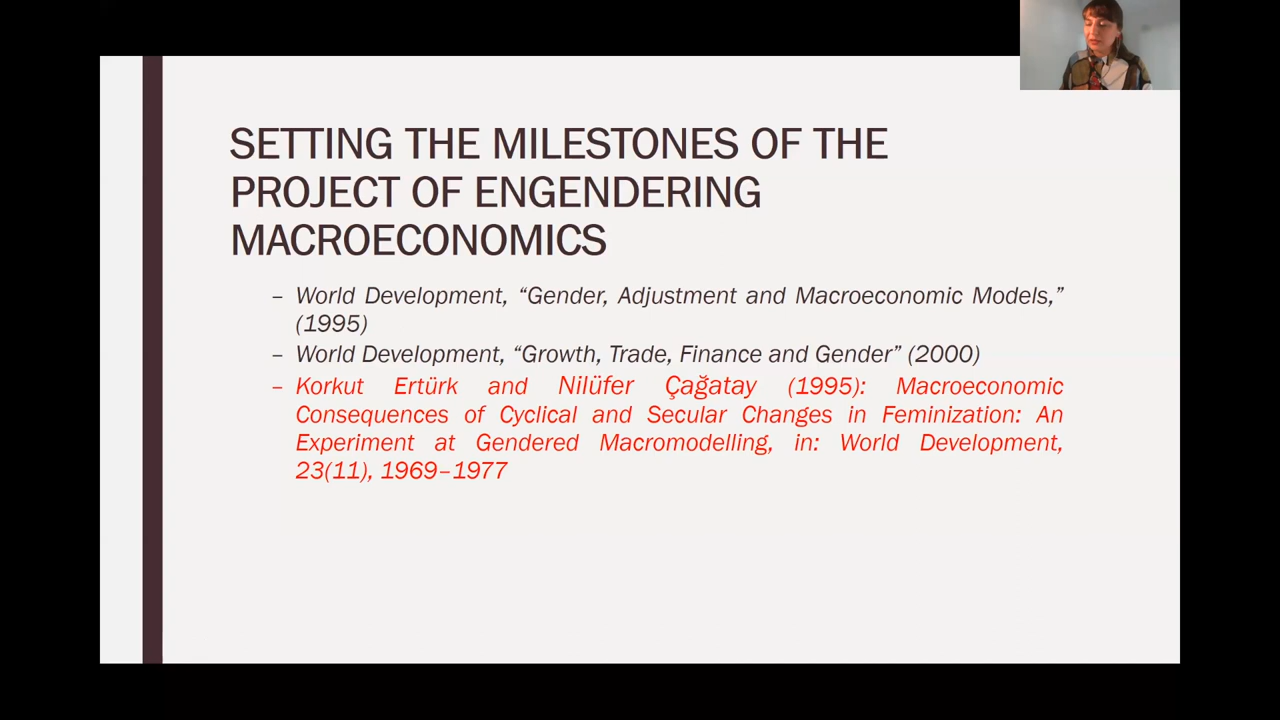 SETTING THE MILESTONES OF THE
PROJECT OF ENGENDERING
MACROECONOMICS
– World Development, “Gender, Adjustment and Macroeconomic Models,”
(1995)
– World Development, “Growth, Trade, Finance and Gender” (2000)
– Korkut Ertürk and Nilüfer Çağatay (1995): Macroeconomic
Consequences of Cyclical and Secular Changes in Feminization: An
Experiment at Gendered Macromodelling, in: World Development,
23(11), 1969–1977